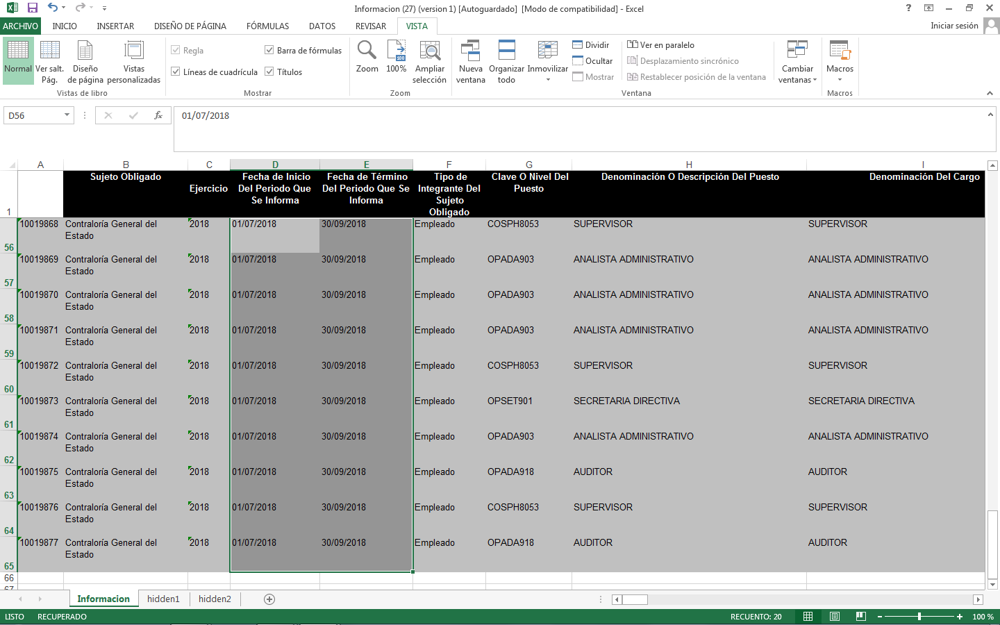 Informacion (27) (version 1) [Autoguardado]  [Modo de compatibilidad] - Excel
?
ARCHIVO INICIO INSERTAR DISEÑO DE PÁGINA FÓRMULAS DATOS REVISAR VISTA Iniciar sesión
Normal
Ver salt. Pág.
Diseño de página
Vistas personalizadas
Vistas de libro
Regla
Barra de fórmulas
Líneas de cuadrícula
Títulos
Mostrar
Zoom
100%
Ampliar selección
Zoom
Nueva ventana
Organizar todo
Inmovilizar
Dividir
Ocultar
Mostrar
Ver en paralelo
Desplazamiento sincrónico
Restablecer posición de la ventana
Cambiar ventanas
Ventana
Macros
Macros
D56 fx 01/07/2018
A B C D E F G H I
1 Sujeto Obligado Ejercicio Fecha de Inicio Del Periodo Que Se Informa Fecha de Término Del Periodo Que Se Informa Tipo de Integrante Del Sujeto Obligado Clave O Nivel Del Puesto Denominación O Descripción Del Puesto Denominación Del Cargo
56 10019868 Contraloría General del Estado 2018 01/07/2018 30/09/2018 Empleado COSPH8053 SUPERVISOR SUPERVISOR
57 10019869 Contraloría General del Estado 2018 01/07/2018 30/09/2018 Empleado OPADA903 ANALISTA ADMINISTRATIVO ANALISTA ADMINISTRATIVO
58 10019870 Contraloría General del Estado 2018 01/07/2018 30/09/2018 Empleado OPADA903 ANALISTA ADMINISTRATIVO ANALISTA ADMINISTRATIVO
59 10019871 Contraloría General del Estado 2018 01/07/2018 30/09/2018 Empleado OPADA903 ANALISTA ADMINISTRATIVO ANALISTA ADMINISTRATIVO
60 10019872 Contraloría General del Estado 2018 01/07/2018 30/09/2018 Empleado COSPH8053 SUPERVISOR SUPERVISOR
61 10019873 Contraloría General del Estado 2018 01/07/2018 30/09/2018 Empleado OPSET901 SECRETARIA DIRECTIVA SECRETARIA DIRECTIVA
62 10019874 Contraloría General del Estado 2018 01/07/2018 30/09/2018 Empleado OPADA903 ANALISTA ADMINISTRATIVO ANALISTA ADMINISTRATIVO
63 10019875 Contraloría General del Estado 2018 01/07/2018 30/09/2018 Empleado OPADA918 AUDITOR AUDITOR
64 10019876 Contraloría General del Estado 2018 01/07/2018 30/09/2018 Empleado COSPH8053 SUPERVISOR SUPERVISOR
65 10019877 Contraloría General del Estado 2018 01/07/2018 30/09/2018 Empleado OPADA918 AUDITOR AUDITOR
66
67
Informacion hidden1 hidden2
LISTO RECUPERADO RECUENTO: 20 100 %